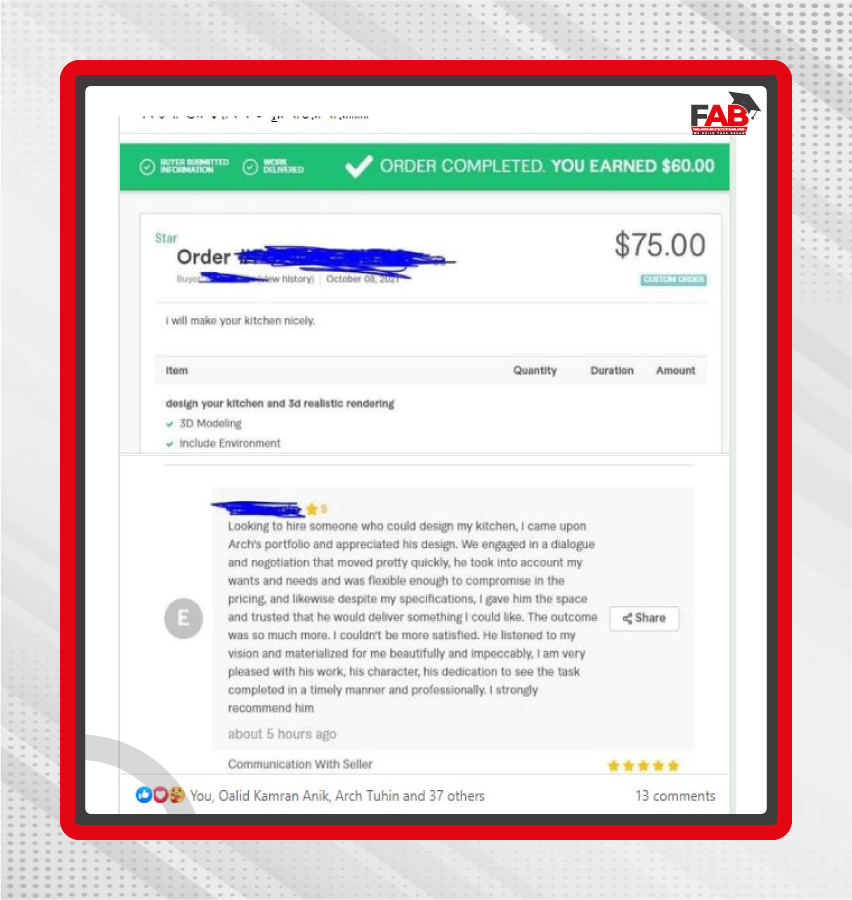 FAB
BUYER SUBMITTED
INFORMATION
WORK
DELIVERED
ORDER COMPLETED. YOU EARNED $60.00
Star
Order
$75.00
Buyer (view history) | October 08, 2021
CUSTOM ORDER
i will make your kitchen nicely.
Item Quantity Duration Amount
design your kitchen and 3d realistic rendering
3D Modeling
Include Environment
5
Looking to hire someone who could design my kitchen, I came upon
Arch's portfolio and appreciated his design. We engaged in a dialogue
and negotiation that moved pretty quickly, he took into account my
wants and needs and was flexible enough to compromise in the
pricing, and likewise despite my specifications, I gave him the space
and trusted that he would deliver something I could like. The outcome
was so much more. I couldn't be more satisfied. He listened to my
vision and materialized for me beautifully and impeccably, I am very
pleased with his work, his character, his dedication to see the task
completed in a timely manner and professionally. I strongly
recommend him
E
Share
about 5 hours ago
Communication With Seller
You, Oalid Kamran Anik, Arch Tuhin and 37 others
13 comments